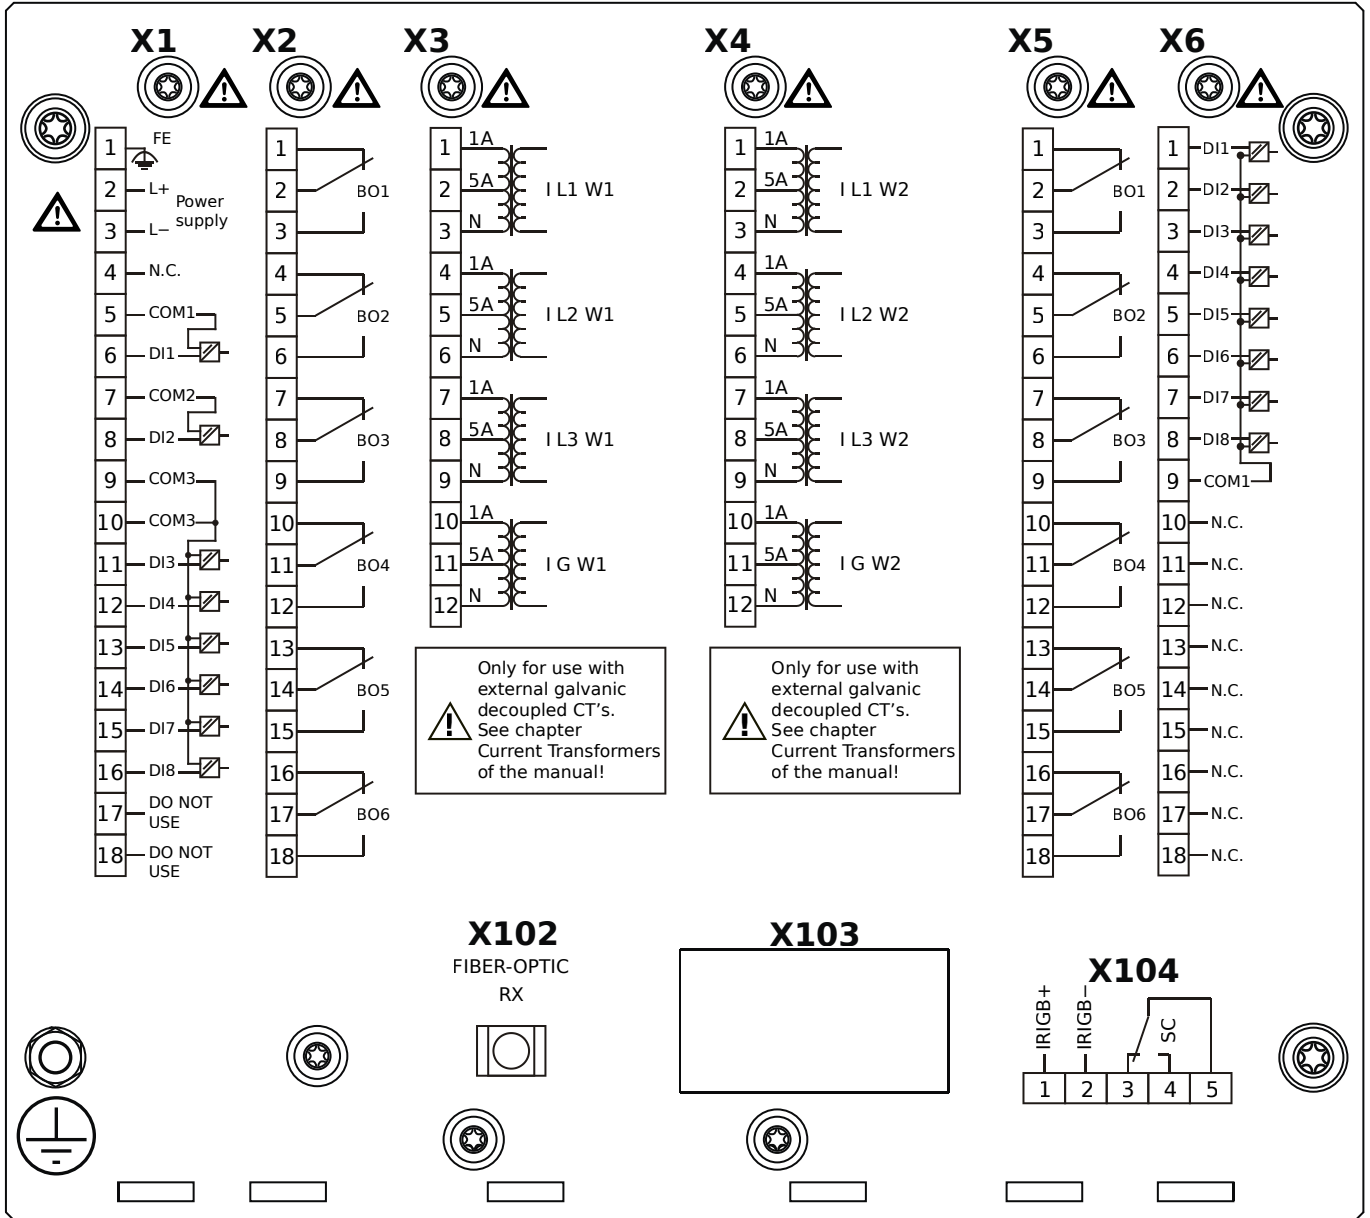 X1
1 FE
2 L+ Power
3 L− supply
4 N.C.
5 COM1
6 DI1
7 COM2
8 DI2
9 COM3
10 COM3
11 DI3
12 DI4
13 DI5
14 DI6
15 DI7
16 DI8
17 DO NOT
USE
18 DO NOT
USE
X2
1
2 BO1
3
4
5 BO2
6
7
8 BO3
9
10
11 BO4
12
13
14 BO5
15
16
17 BO6
18
X3
1 1A
2 5A I L1 W1
3 N
4 1A
5 5A I L2 W1
6 N
7 1A
8 5A I L3 W1
9 N
10 1A
11 5A I G W1
12 N
Only for use with
external galvanic
decoupled CT's.
See chapter
Current Transformers
of the manual!
X4
1 1A
2 5A I L1 W2
3 N
4 1A
5 5A I L2 W2
6 N
7 1A
8 5A I L3 W2
9 N
10 1A
11 5A I G W2
12 N
Only for use with
external galvanic
decoupled CT's.
See chapter
Current Transformers
of the manual!
X5
1
2 BO1
3
4
5 BO2
6
7
8 BO3
9
10
11 BO4
12
13
14 BO5
15
16
17 BO6
18
X6
1 DI1
2 DI2
3 DI3
4 DI4
5 DI5
6 DI6
7 DI7
8 DI8
9 COM1
10 N.C.
11 N.C.
12 N.C.
13 N.C.
14 N.C.
15 N.C.
16 N.C.
17 N.C.
18 N.C.
X102
FIBER-OPTIC
RX
X103
X104
IRIGB+ IRIGB− SC
1 2 3 4 5